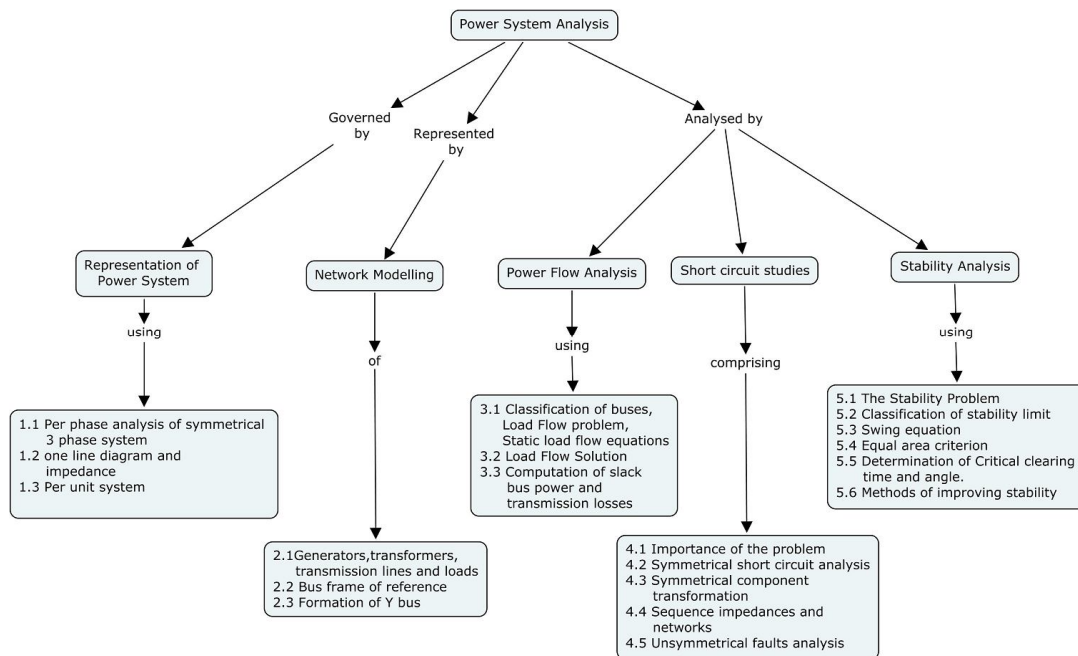 Power System Analysis
Governed
by
Represented
by
Analysed by
Representation of
Power System
Network Modelling
Power Flow Analysis
Short circuit studies
Stability Analysis
using
of
using
comprising
using
1.1 Per phase analysis of symmetrical
3 phase system
1.2 one line diagram and
impedance
1.3 Per unit system
2.1Generators,transformers,
transmission lines and loads
2.2 Bus frame of reference
2.3 Formation of Y bus
3.1 Classification of buses,
Load Flow problem,
Static load flow equations
3.2 Load Flow Solution
3.3 Computation of slack
bus power and
transmission losses
4.1 Importance of the problem
4.2 Symmetrical short circuit analysis
4.3 Symmetrical component
transformation
4.4 Sequence impedances and
networks
4.5 Unsymmetrical faults analysis
5.1 The Stability Problem
5.2 Classification of stability limit
5.3 Swing equation
5.4 Equal area criterion
5.5 Determination of Critical clearing
time and angle.
5.6 Methods of improving stability